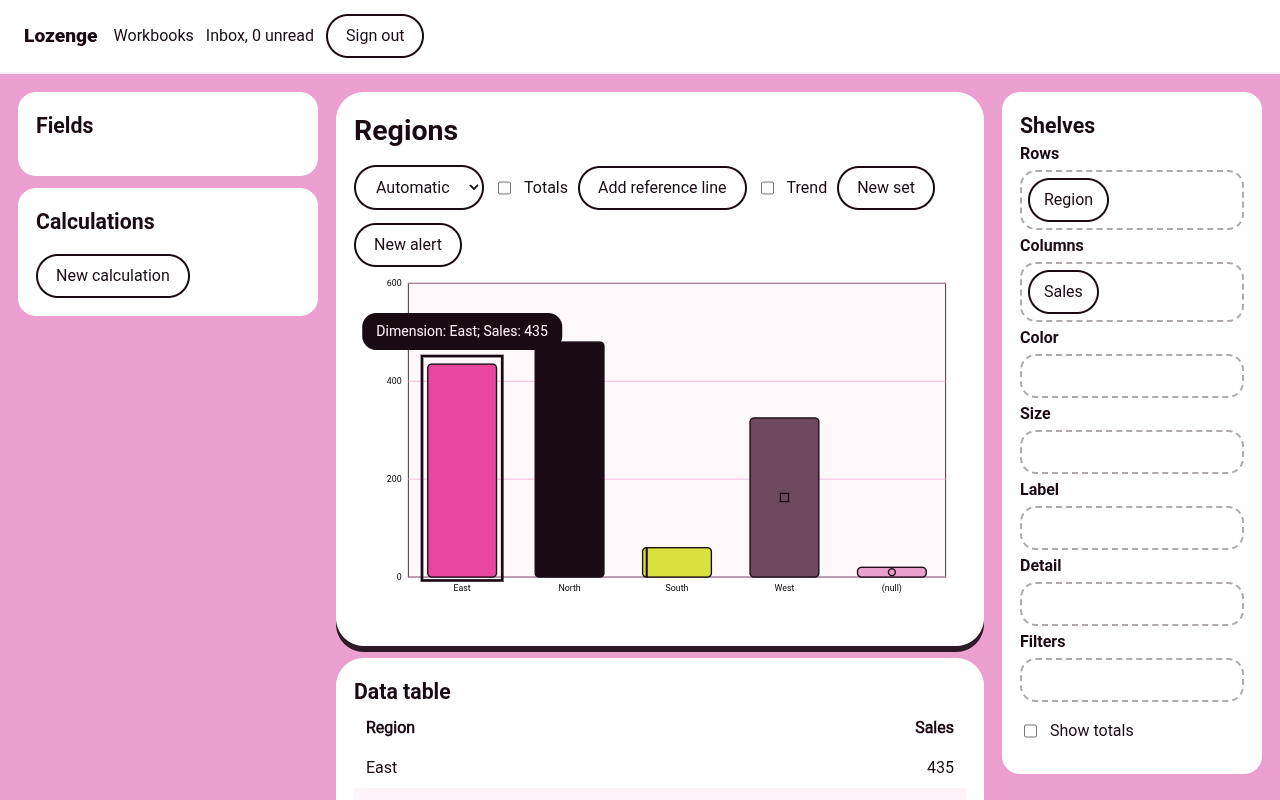 Lozenge Workbooks Inbox, 0 unread Sign out
Fields
Calculations
New calculation
Regions
Automatic Totals Add reference line Trend New set
New alert
600
Dimension: East; Sales: 435
400
200
0
East North South West (null)
Data table
Region Sales
East 435
Shelves
Rows
Region
Columns
Sales
Color
Size
Label
Detail
Filters
Show totals